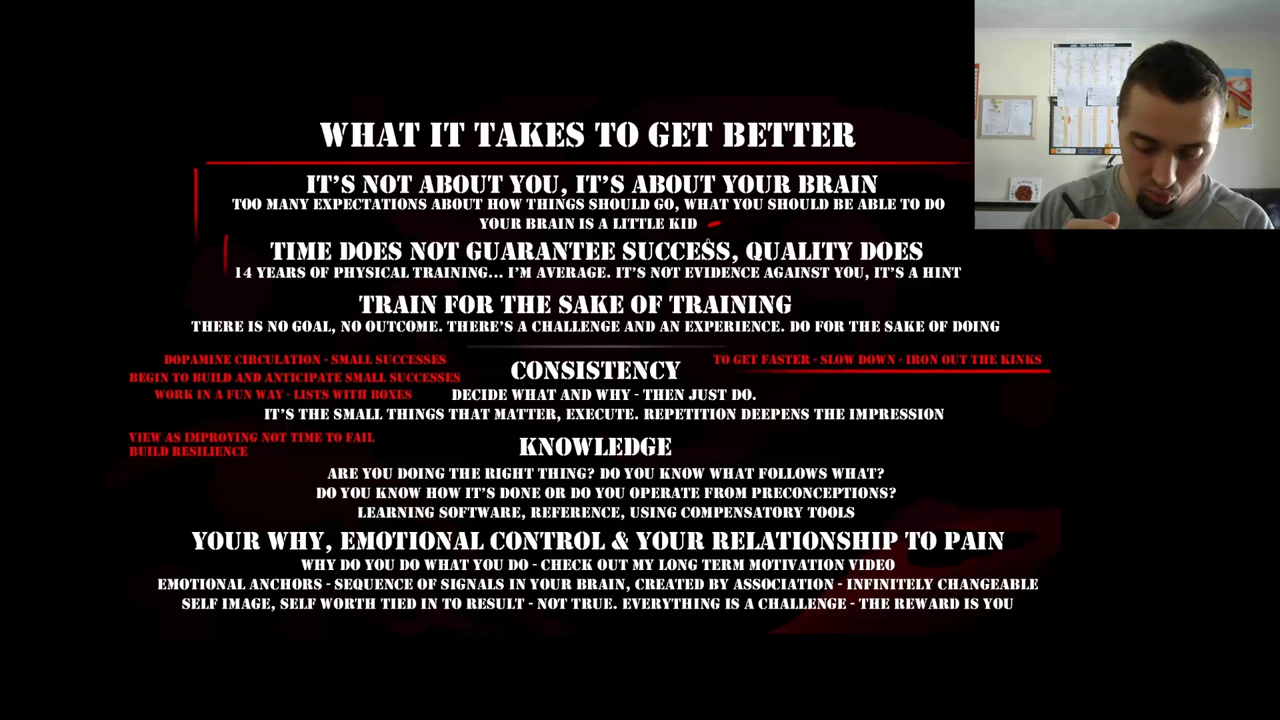 WHAT IT TAKES TO GET BETTER
IT'S NOT ABOUT YOU, IT'S ABOUT YOUR BRAIN
TOO MANY EXPECTATIONS ABOUT HOW THINGS SHOULD GO, WHAT YOU SHOULD BE ABLE TO DO
YOUR BRAIN IS A LITTLE KID
TIME DOES NOT GUARANTEE SUCCESS, QUALITY DOES
14 YEARS OF PHYSICAL TRAINING... I'M AVERAGE. IT'S NOT EVIDENCE AGAINST YOU, IT'S A HINT
TRAIN FOR THE SAKE OF TRAINING
THERE IS NO GOAL, NO OUTCOME. THERE'S A CHALLENGE AND AN EXPERIENCE. DO FOR THE SAKE OF DOING
DOPAMINE CIRCULATION - SMALL SUCCESSES
BEGIN TO BUILD AND ANTICIPATE SMALL SUCCESSES
WORK IN A FUN WAY - LISTS WITH BOXES
TO GET FASTER - SLOW DOWN - IRON OUT THE KINKS
CONSISTENCY
DECIDE WHAT AND WHY - THEN JUST DO.
IT'S THE SMALL THINGS THAT MATTER, EXECUTE. REPETITION DEEPENS THE IMPRESSION
VIEW AS IMPROVING NOT TIME TO FAIL
BUILD RESILIENCE
KNOWLEDGE
ARE YOU DOING THE RIGHT THING? DO YOU KNOW WHAT FOLLOWS WHAT?
DO YOU KNOW HOW IT'S DONE OR DO YOU OPERATE FROM PRECONCEPTIONS?
LEARNING SOFTWARE, REFERENCE, USING COMPENSATORY TOOLS
YOUR WHY, EMOTIONAL CONTROL & YOUR RELATIONSHIP TO PAIN
WHY DO YOU DO WHAT YOU DO - CHECK OUT MY LONG TERM MOTIVATION VIDEO
EMOTIONAL ANCHORS - SEQUENCE OF SIGNALS IN YOUR BRAIN, CREATED BY ASSOCIATION - INFINITELY CHANGEABLE
SELF IMAGE, SELF WORTH TIED IN TO RESULT - NOT TRUE. EVERYTHING IS A CHALLENGE - THE REWARD IS YOU